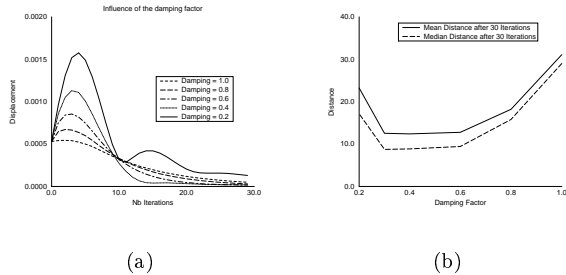 Influence of the damping factor
0.0020
0.0015
0.0010
0.0005
0.0000
Displacement
Damping = 1.0
Damping = 0.8
Damping = 0.6
Damping = 0.4
Damping = 0.2
0.0 10.0 20.0 30.0
Nb Iterations
(a)
40.0
30.0
20.0
10.0
0.0
Distance
Mean Distance after 30 Iterations
Median Distance after 30 Iterations
0.2 0.4 0.6 0.8 1.0
Damping Factor
(b)